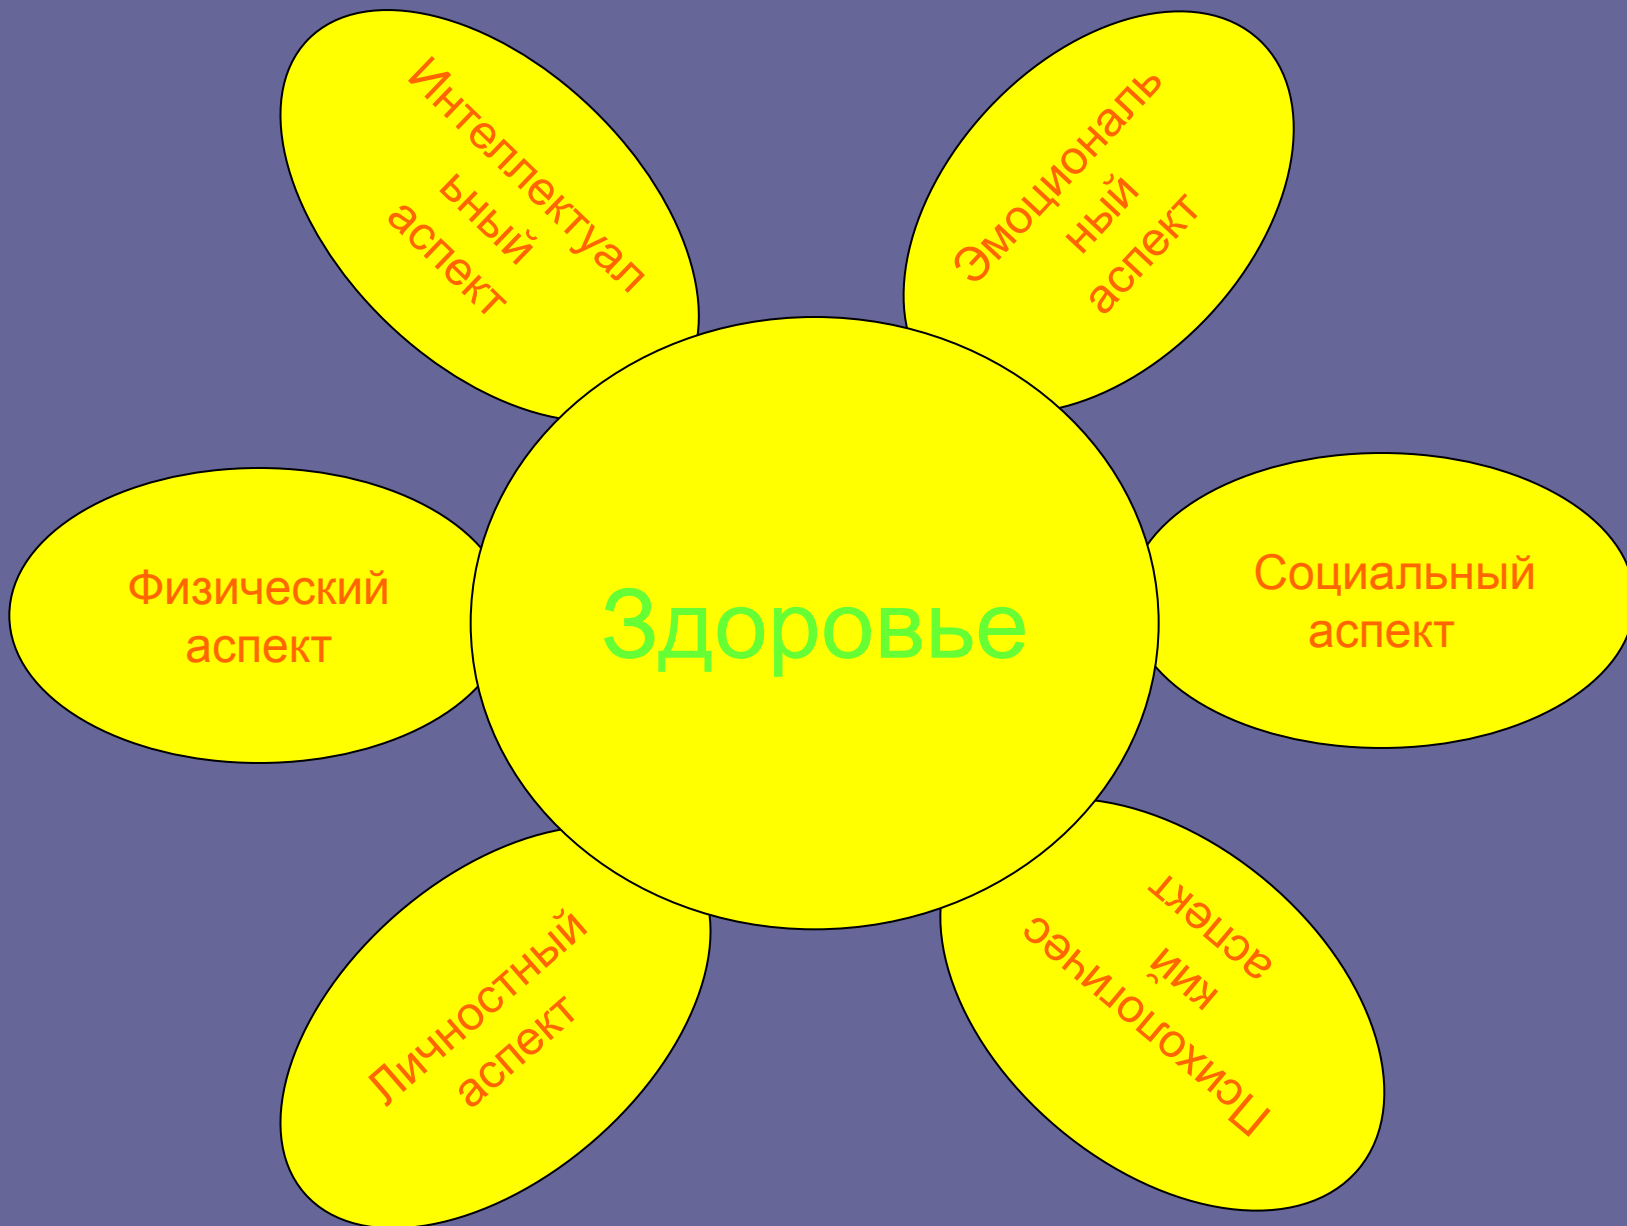 Интеллектуал
ьный
аспект
Эмоциональ
ный
аспект
Физический
аспект
Здоровье
Социальный
аспект
Личностный
аспект
Психологичес
кий
аспект